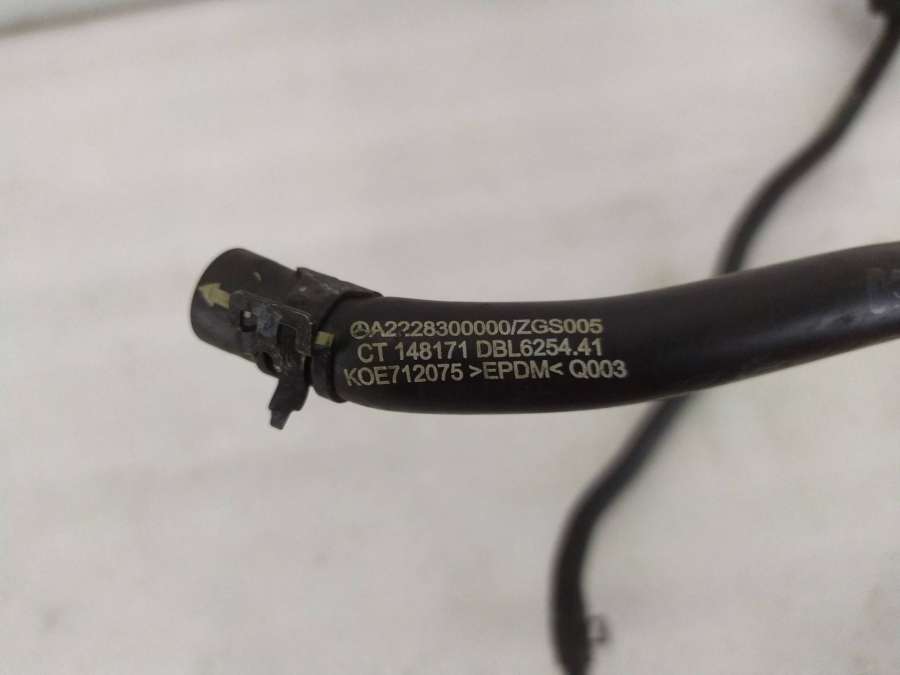 A2228300000/ZGS005
CT 148171 DBL6254.41
KOE712075 >EPDM< Q003